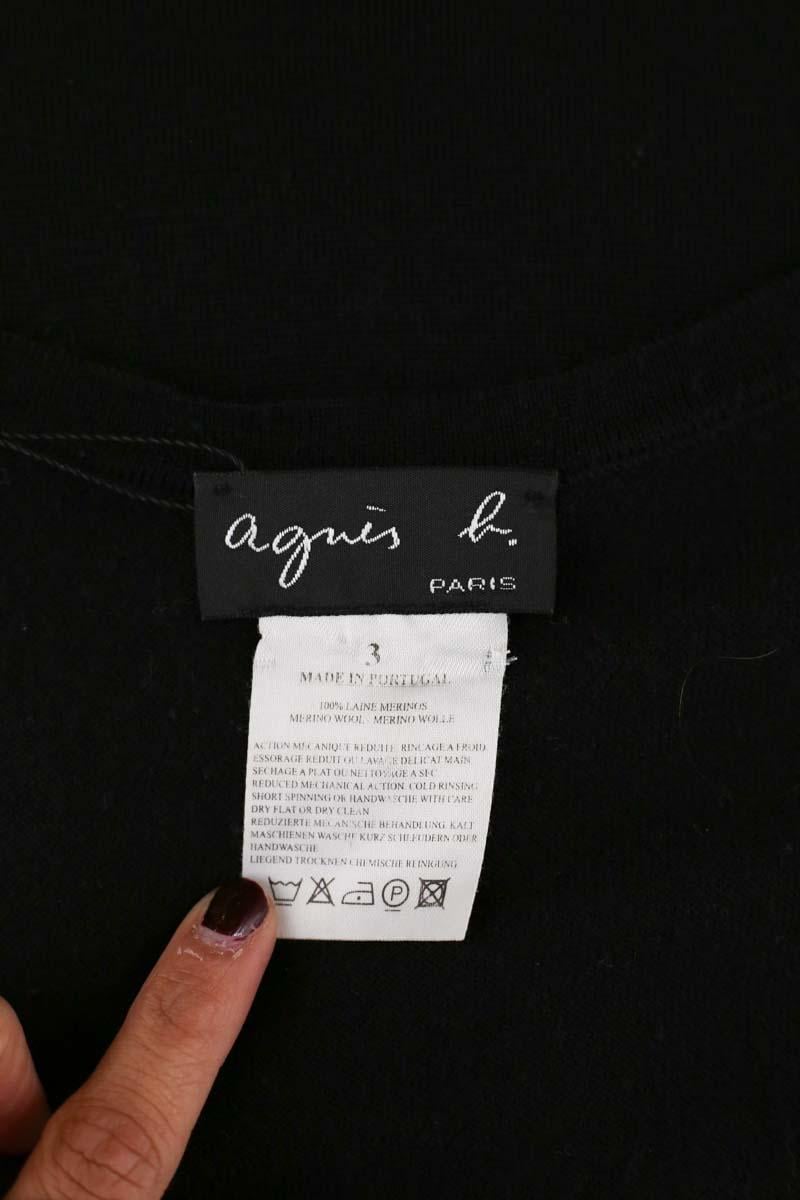 agnès b.
PARIS
3
MADE IN PORTUGAL
100% LAINE MERINOS
MERINO WOOL - MERINO WOLLE
ACTION MECANIQUE REDUITE. RINCAGE A FROID.
ESSORAGE REDUIT OU LAVAGE DELICAT MAIN
SECHAGE A PLAT OU NETTOYAGE A SEC
REDUCED MECHANICAL ACTION. COLD RINSING
SHORT SPINNING OR HANDWASCHE WITH CARE
DRY FLAT OR DRY CLEAN
REDUZIERTE MECANISCHE BEHANDLUNG. KALT
MASCHIENEN WASCHE KURZ SCHEFUDERN ODER
HANDWASCHE
LIEGEND TROCKNEN CHEMISCHE REINIGUNG
P